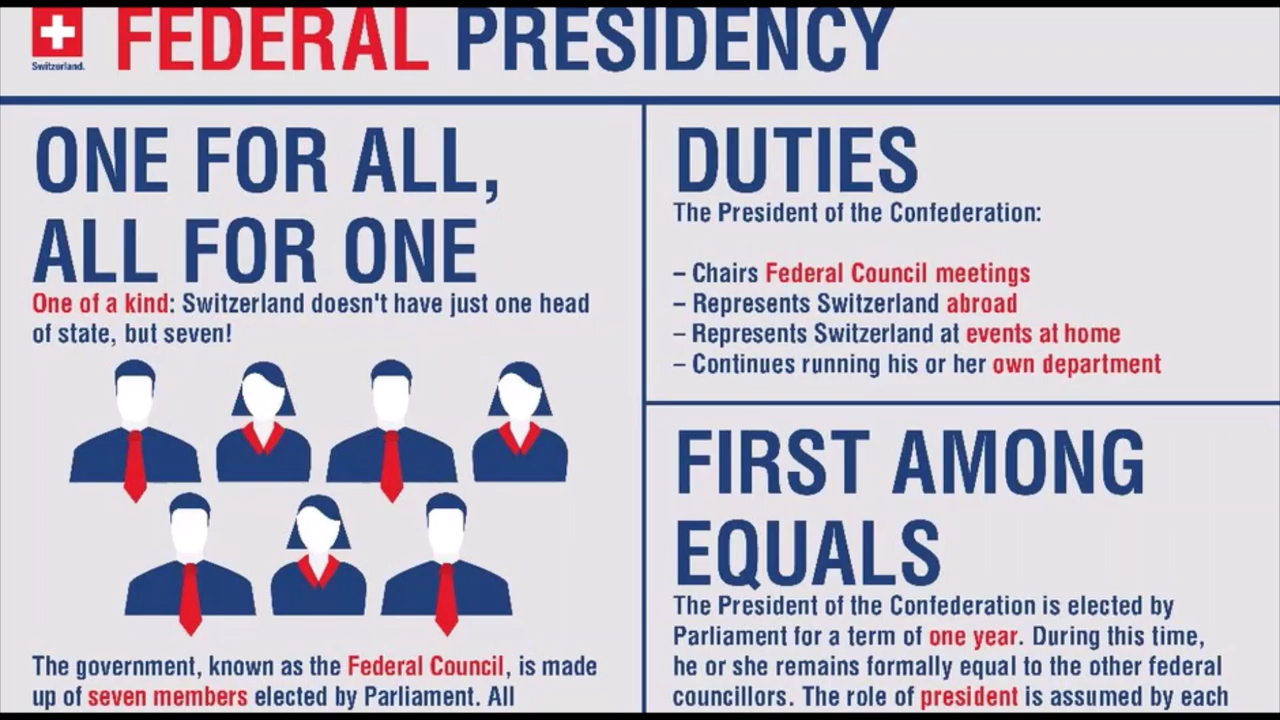 FEDERAL PRESIDENCY
Switzerland.
ONE FOR ALL,
ALL FOR ONE
One of a kind: Switzerland doesn't have just one head
of state, but seven!
The government, known as the Federal Council, is made
up of seven members elected by Parliament. All
DUTIES
The President of the Confederation:
– Chairs Federal Council meetings
– Represents Switzerland abroad
– Represents Switzerland at events at home
– Continues running his or her own department
FIRST AMONG
EQUALS
The President of the Confederation is elected by
Parliament for a term of one year. During this time,
he or she remains formally equal to the other federal
councillors. The role of president is assumed by each